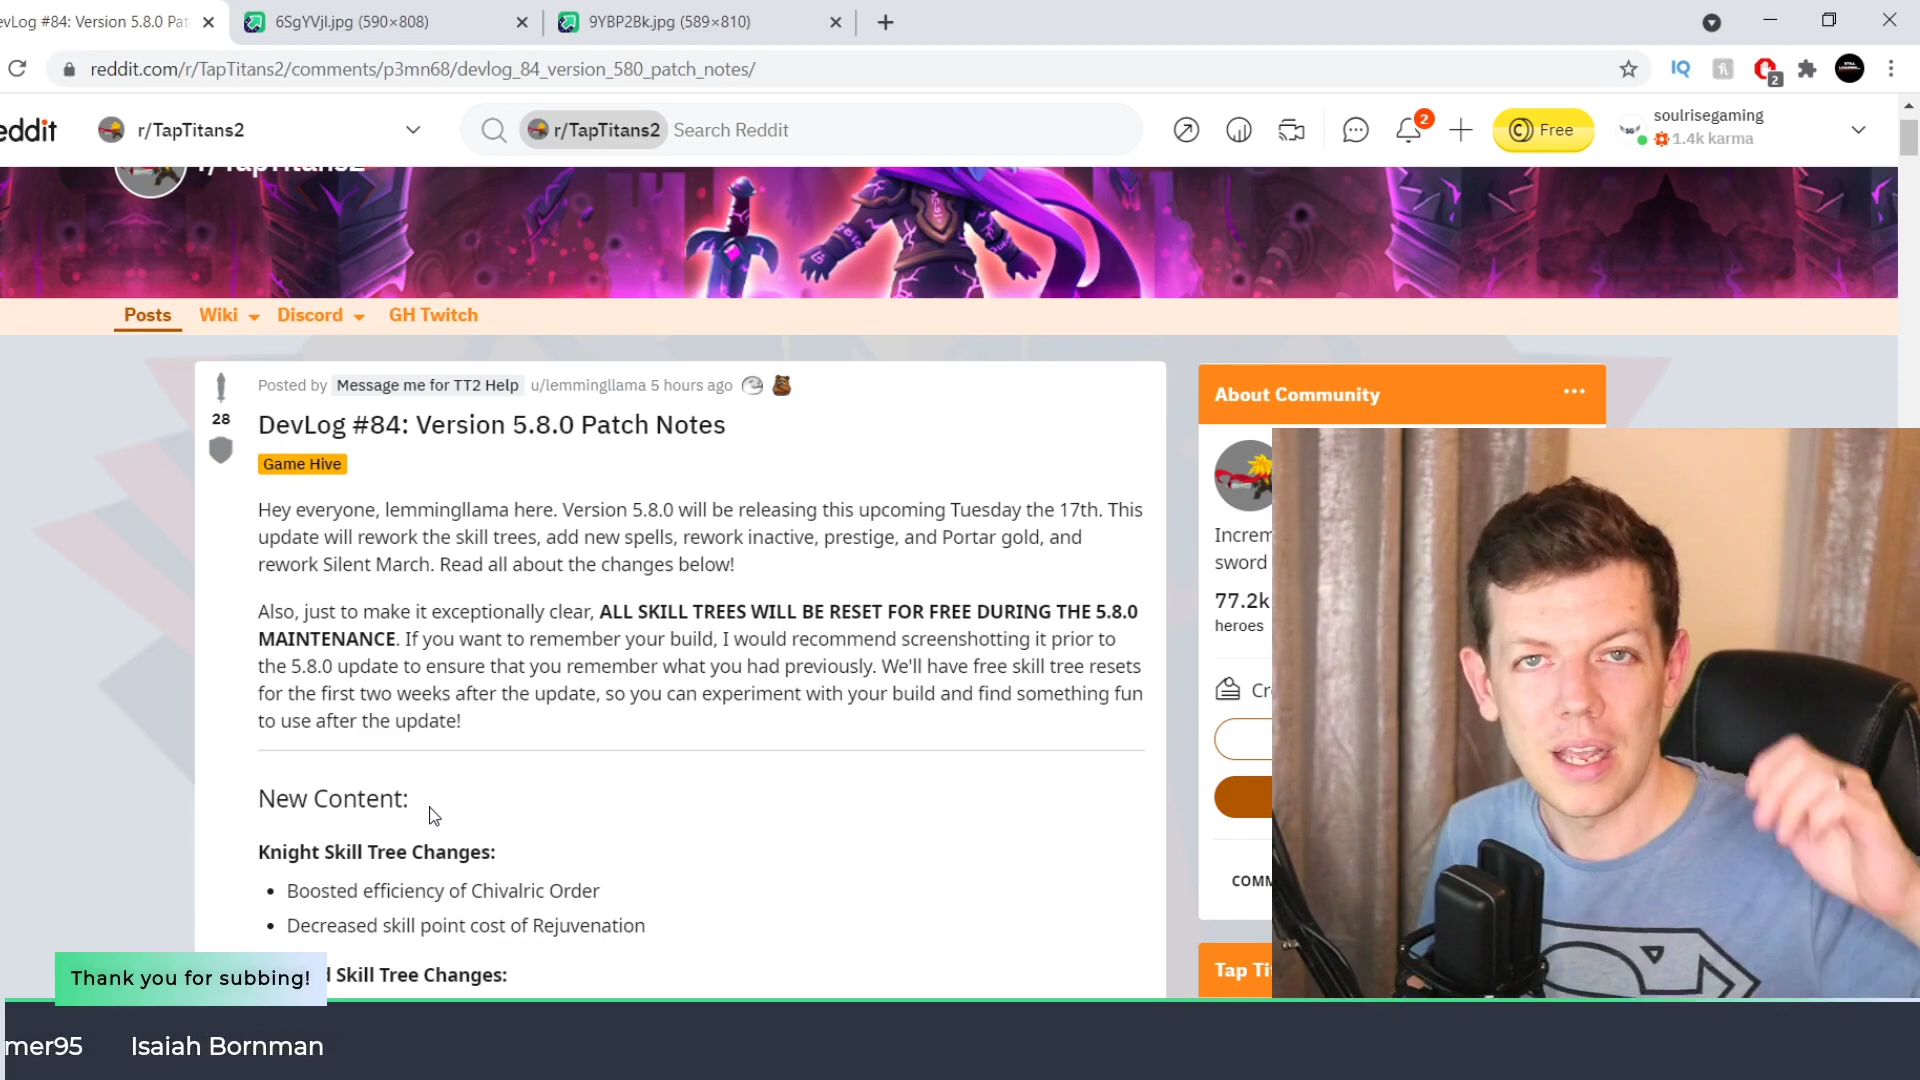 evLog #84: Version 5.8.0 Pat
6SgYVjl.jpg (590×808)
9YBP2Bk.jpg (589×810)
reddit.com/r/TapTitans2/comments/p3mn68/devlog_84_version_580_patch_notes/
IQ
2
eddit
r/TapTitans2
r/TapTitans2
Search Reddit
2
Free
soulrisegaming
1.4k karma
r/TapTitans2
Posts
Wiki
Discord
GH Twitch
Posted by Message me for TT2 Help u/lemmingllama 5 hours ago
28
DevLog #84: Version 5.8.0 Patch Notes
Game Hive
Hey everyone, lemmingllama here. Version 5.8.0 will be releasing this upcoming Tuesday the 17th. This
update will rework the skill trees, add new spells, rework inactive, prestige, and Portar gold, and
rework Silent March. Read all about the changes below!
Also, just to make it exceptionally clear, ALL SKILL TREES WILL BE RESET FOR FREE DURING THE 5.8.0
MAINTENANCE. If you want to remember your build, I would recommend screenshotting it prior to
the 5.8.0 update to ensure that you remember what you had previously. We'll have free skill tree resets
for the first two weeks after the update, so you can experiment with your build and find something fun
to use after the update!
New Content:
Knight Skill Tree Changes:
Boosted efficiency of Chivalric Order
Decreased skill point cost of Rejuvenation
d Skill Tree Changes:
About Community
Increm
sword
77.2k
heroes
Cr
COMM
Tap Ti
Thank you for subbing!
mer95
Isaiah Bornman